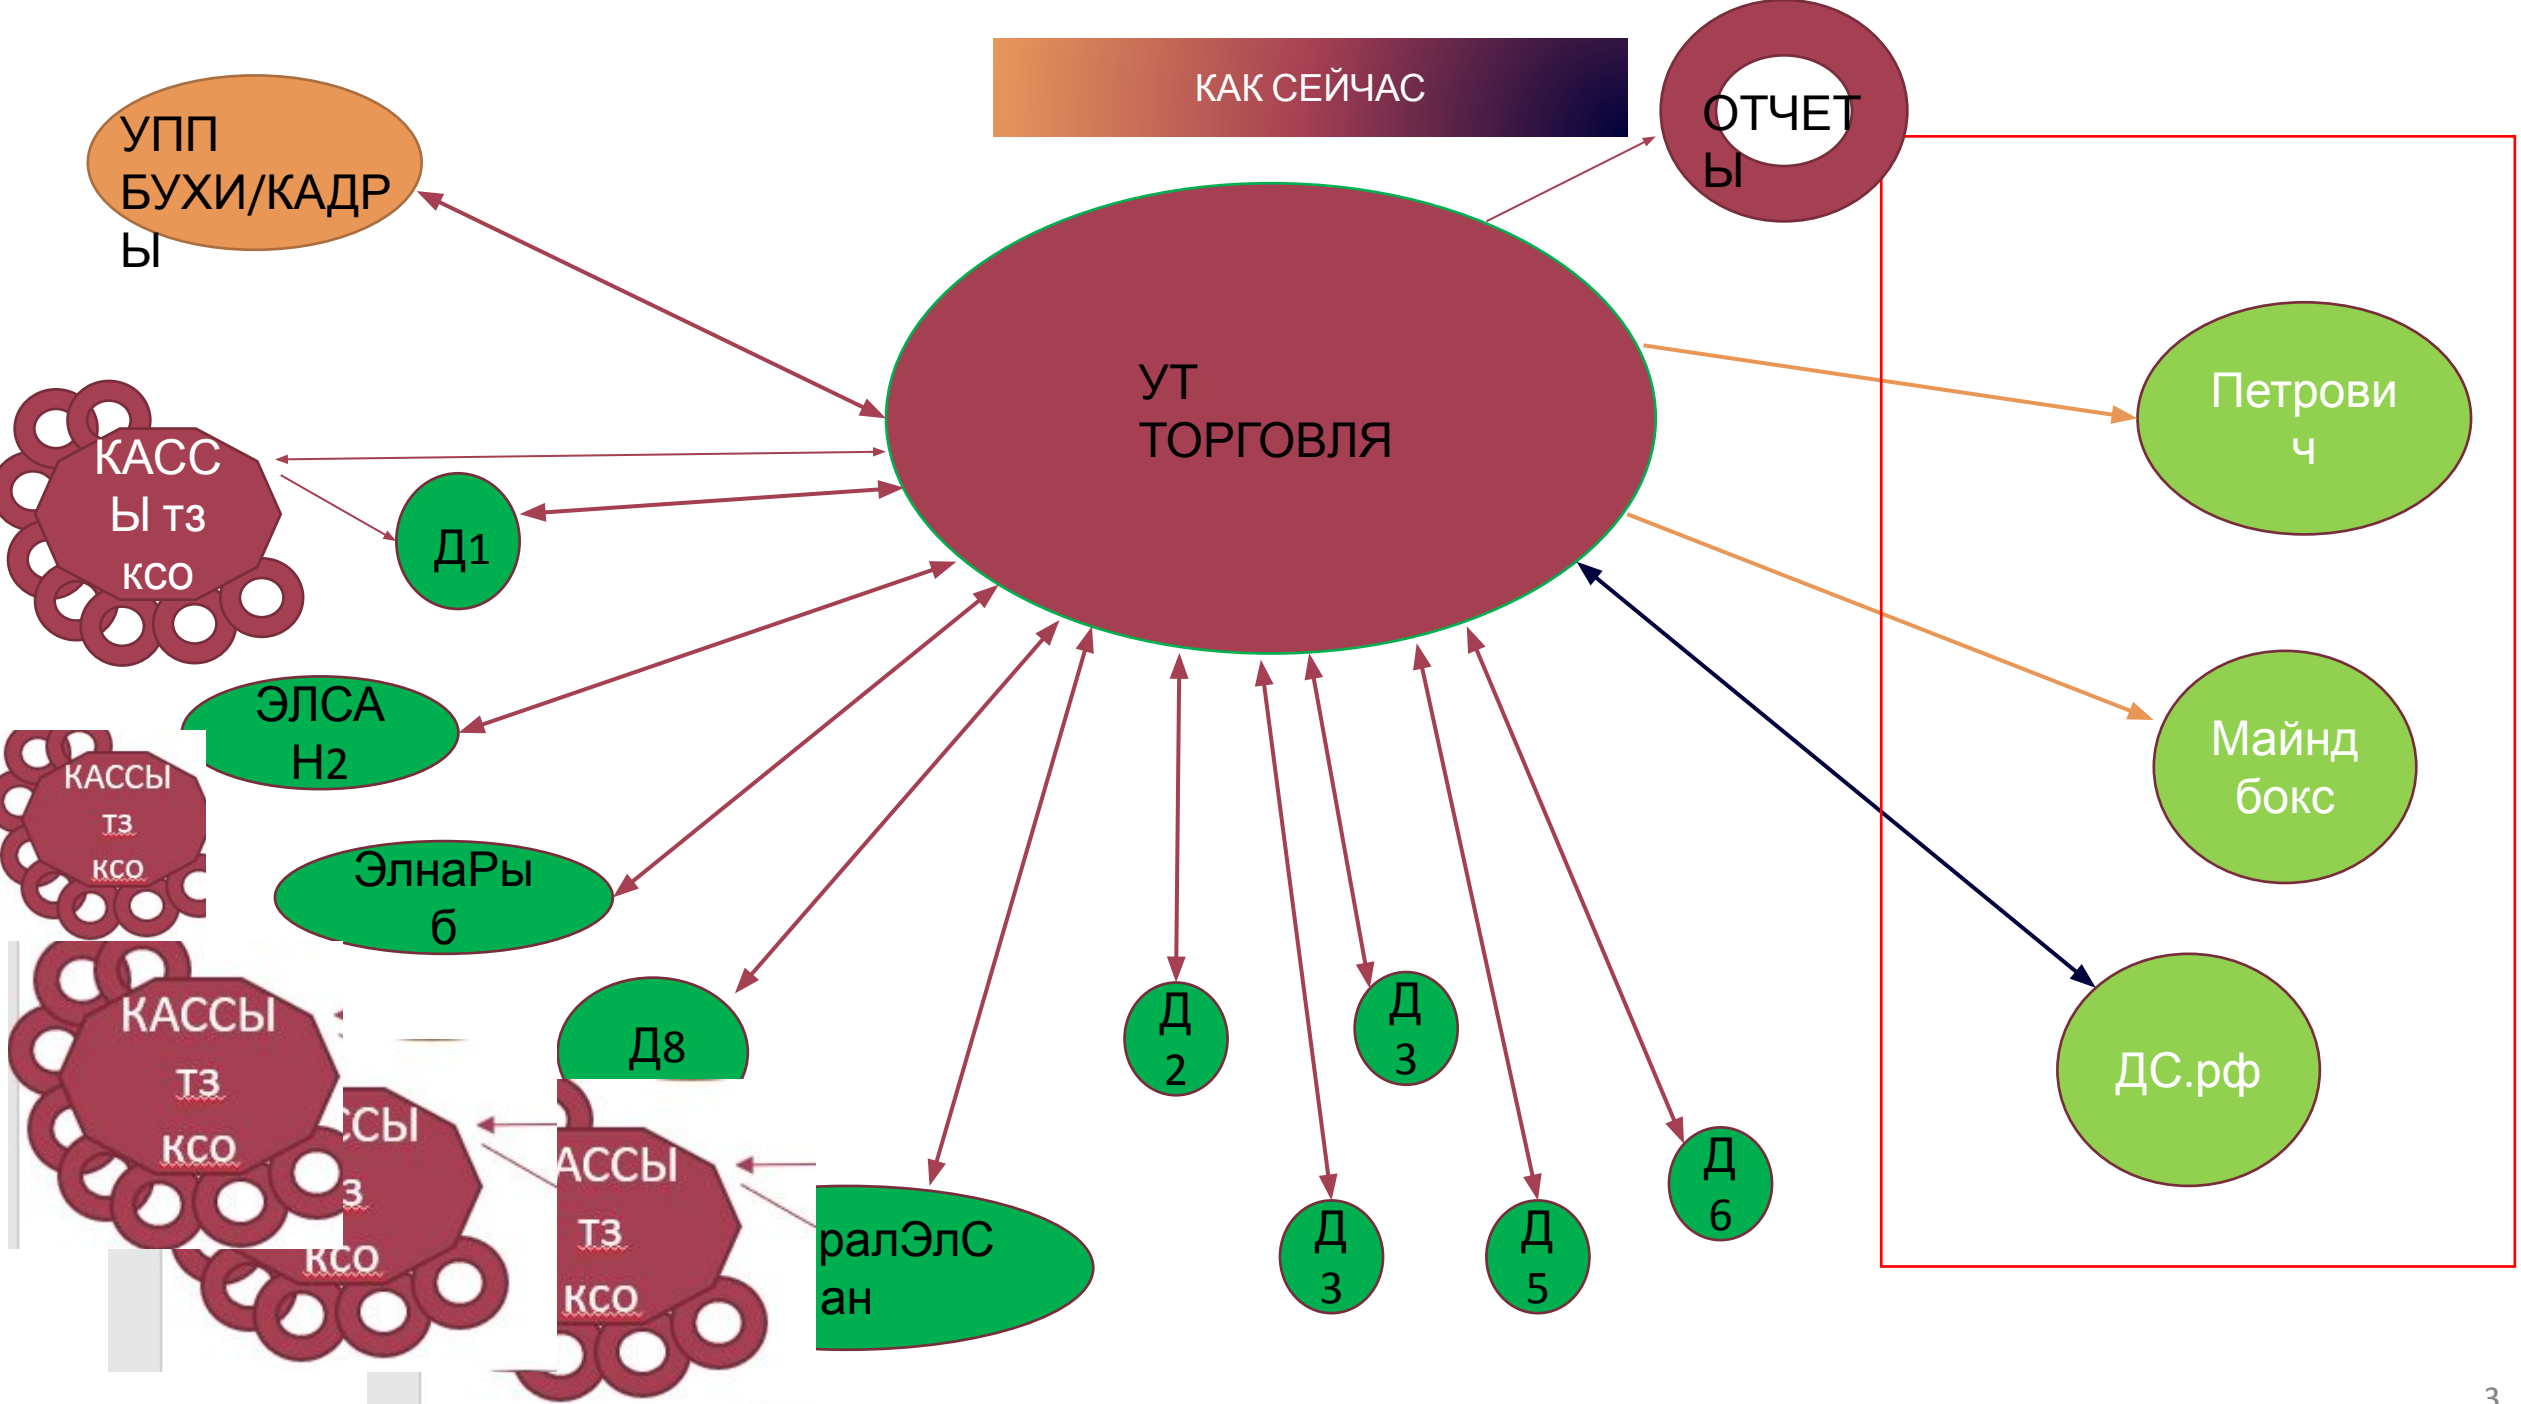 КАК СЕЙЧАС
ОТЧЕТ
Ы
УПП
БУХИ/КАДР
Ы
УТ
ТОРГОВЛЯ
Петрови
ч
КАСС
Ы тз
ксо
Д1
ЭЛСА
Н2
Майнд
бокс
КАССЫ
тз
ксо
ЭлнаРы
б
КАССЫ
тз
ксо
Д8
Д
2
Д
3
ДС.рф
ССЫ
з
ксо
АССЫ
тз
ксо
ралЭлС
ан
Д
3
Д
5
Д
6
3